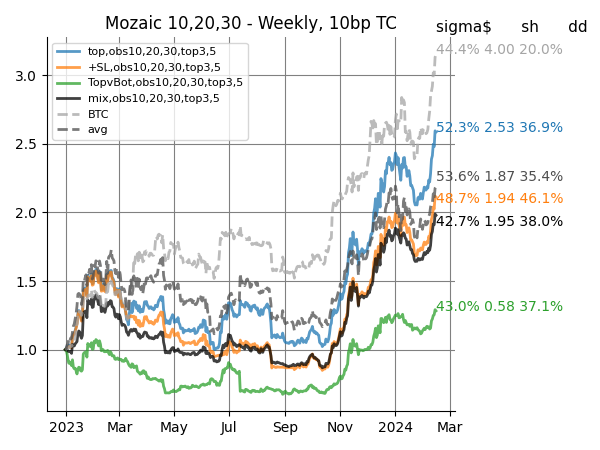 Mozaic 10,20,30 - Weekly, 10bp TC
sigma$ sh dd
top,obs10,20,30,top3,5
+SL,obs10,20,30,top3,5
TopvBot,obs10,20,30,top3,5
mix,obs10,20,30,top3,5
BTC
avg
44.4% 4.00 20.0%
52.3% 2.53 36.9%
53.6% 1.87 35.4%
48.7% 1.94 46.1%
42.7% 1.95 38.0%
43.0% 0.58 37.1%
3.0
2.5
2.0
1.5
1.0
2023 Mar May Jul Sep Nov 2024 Mar